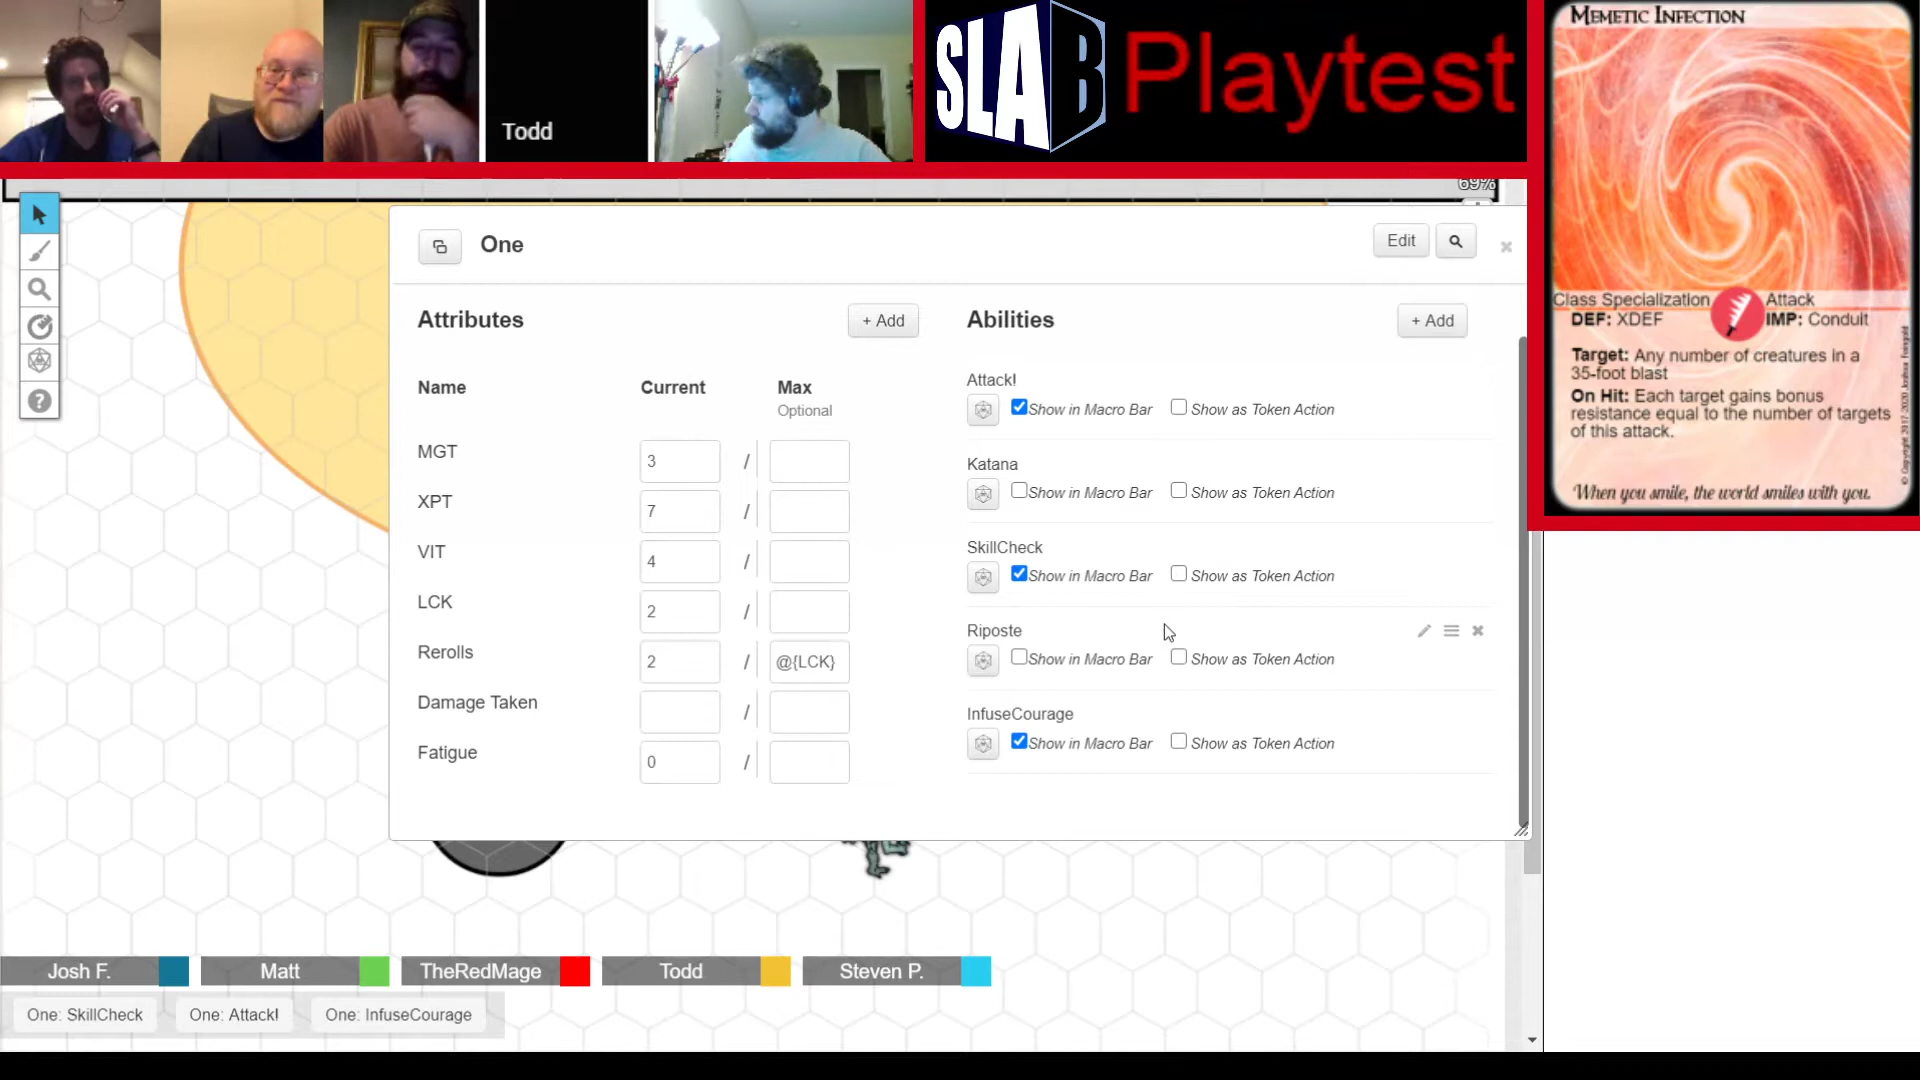 Todd
SLAB Playtest
69%
One
Edit
Attributes
+ Add
Name
Current
Max
Optional
MGT
3 /
XPT
7 /
VIT
4 /
LCK
2 /
Rerolls
2 / @{LCK}
Damage Taken
/
Fatigue
0 /
Abilities
+ Add
Attack!
Show in Macro Bar
Show as Token Action
Katana
Show in Macro Bar
Show as Token Action
SkillCheck
Show in Macro Bar
Show as Token Action
Riposte
Show in Macro Bar
Show as Token Action
InfuseCourage
Show in Macro Bar
Show as Token Action
Memetic Infection
Class Specialization
Attack
DEF: XDEF
IMP: Conduit
Target: Any number of creatures in a
35-foot blast
On Hit: Each target gains bonus
resistance equal to the number of targets
of this attack.
When you smile, the world smiles with you.
© Copyright 2017-2020 Joshua Feingold
Josh F.
Matt
TheRedMage
Todd
Steven P.
One: SkillCheck
One: Attack!
One: InfuseCourage